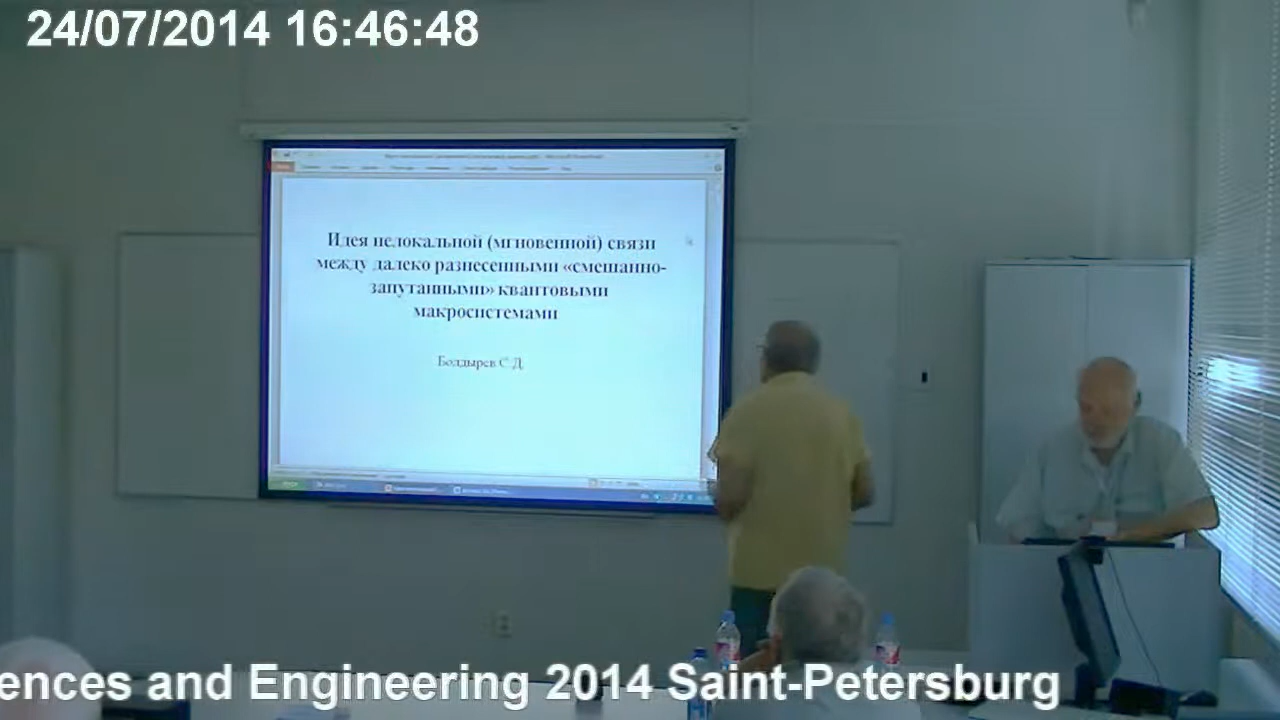 24/07/2014 16:46:48
Идея нелокальной (мгновенной) связи
между далеко разнесенными «смешанно-
запутанными» квантовыми
макросистемами
Болдырев С.Д.
ences and Engineering 2014 Saint-Petersburg